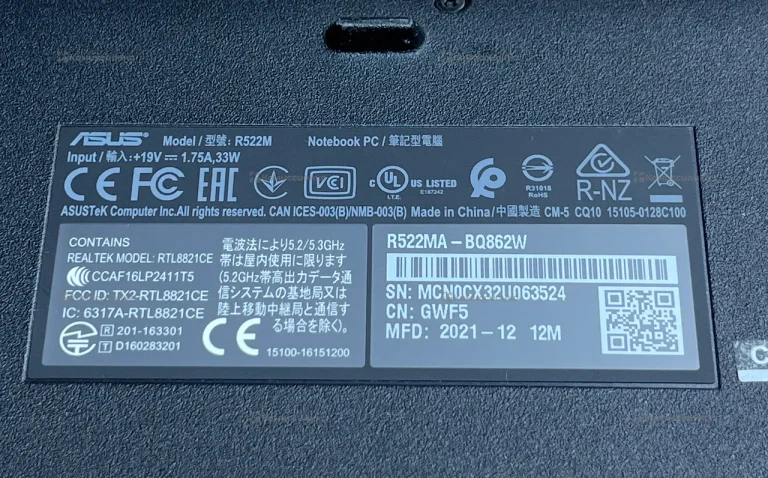 ASUS Model / 型號: R522M Notebook PC / 筆記型電腦
Input / 輸入: +19V ⎓ 1.75A,33W
CE FC EAC VCI c UL US LISTED I.T.E. E187242 R31018 RoHS R-NZ
ASUSTeK Computer Inc.All rights reserved. CAN ICES-003(B)/NMB-003(B) Made in China/中國製造 CM-5 CQ10 15105-0128C100
CONTAINS
REALTEK MODEL: RTL8821CE
CCAF16LP2411T5
FCC ID: TX2-RTL8821CE
IC: 6317A-RTL8821CE
R 201-163301
T D160283201
電波法により5.2/5.3GHz
帯は屋内使用に限ります
(5.2GHz帯高出力データ通
信システムの基地局又は
陸上移動中継局と通信す
る場合を除く)。
CE 15100-16151200
R522MA-BQ862W
SN: MCN0CX32U063524
CN: GWF5
MFD: 2021-12 12M
C